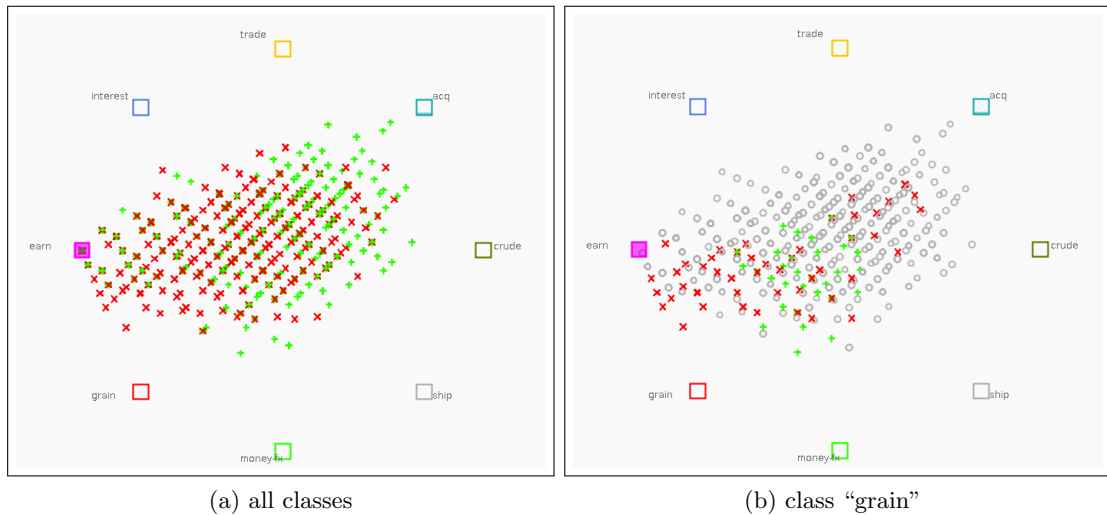 trade
interest
acq
earn
crude
grain
ship
money-fx
trade
interest
acq
earn
crude
grain
ship
money-fx
(a) all classes
(b) class “grain”